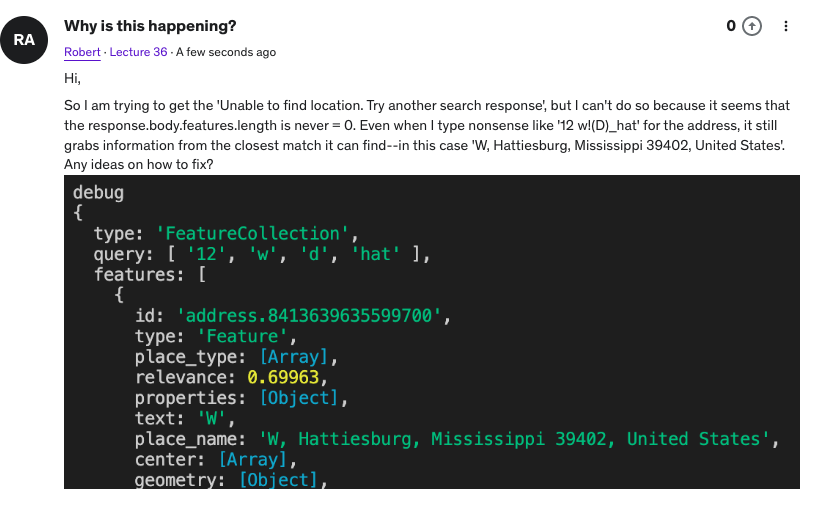 RA
Why is this happening?
0
Robert · Lecture 36 · A few seconds ago
Hi,
So I am trying to get the 'Unable to find location. Try another search response', but I can't do so because it seems that
the response.body.features.length is never = 0. Even when I type nonsense like '12 w!(D)_hat' for the address, it still
grabs information from the closest match it can find--in this case 'W, Hattiesburg, Mississippi 39402, United States'.
Any ideas on how to fix?
debug
{
type: 'FeatureCollection',
query: [ '12', 'w', 'd', 'hat' ],
features: [
{
id: 'address.8413639635599700',
type: 'Feature',
place_type: [Array],
relevance: 0.69963,
properties: [Object],
text: 'W',
place_name: 'W, Hattiesburg, Mississippi 39402, United States',
center: [Array],
geometry: [Object],